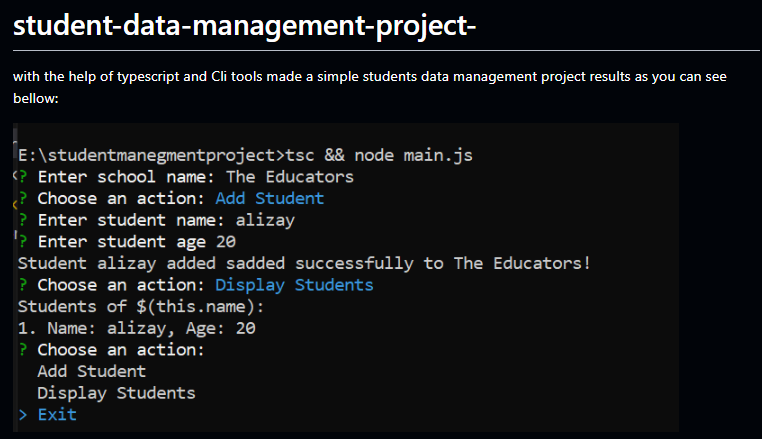 student-data-management-project-
with the help of typescript and Cli tools made a simple students data management project results as you can see
bellow:
E:\studentmanegmentproject>tsc && node main.js
? Enter school name: The Educators
? Choose an action: Add Student
? Enter student name: alizay
? Enter student age 20
Student alizay added sadded successfully to The Educators!
? Choose an action: Display Students
Students of $(this.name):
1. Name: alizay, Age: 20
? Choose an action:
Add Student
Display Students
> Exit